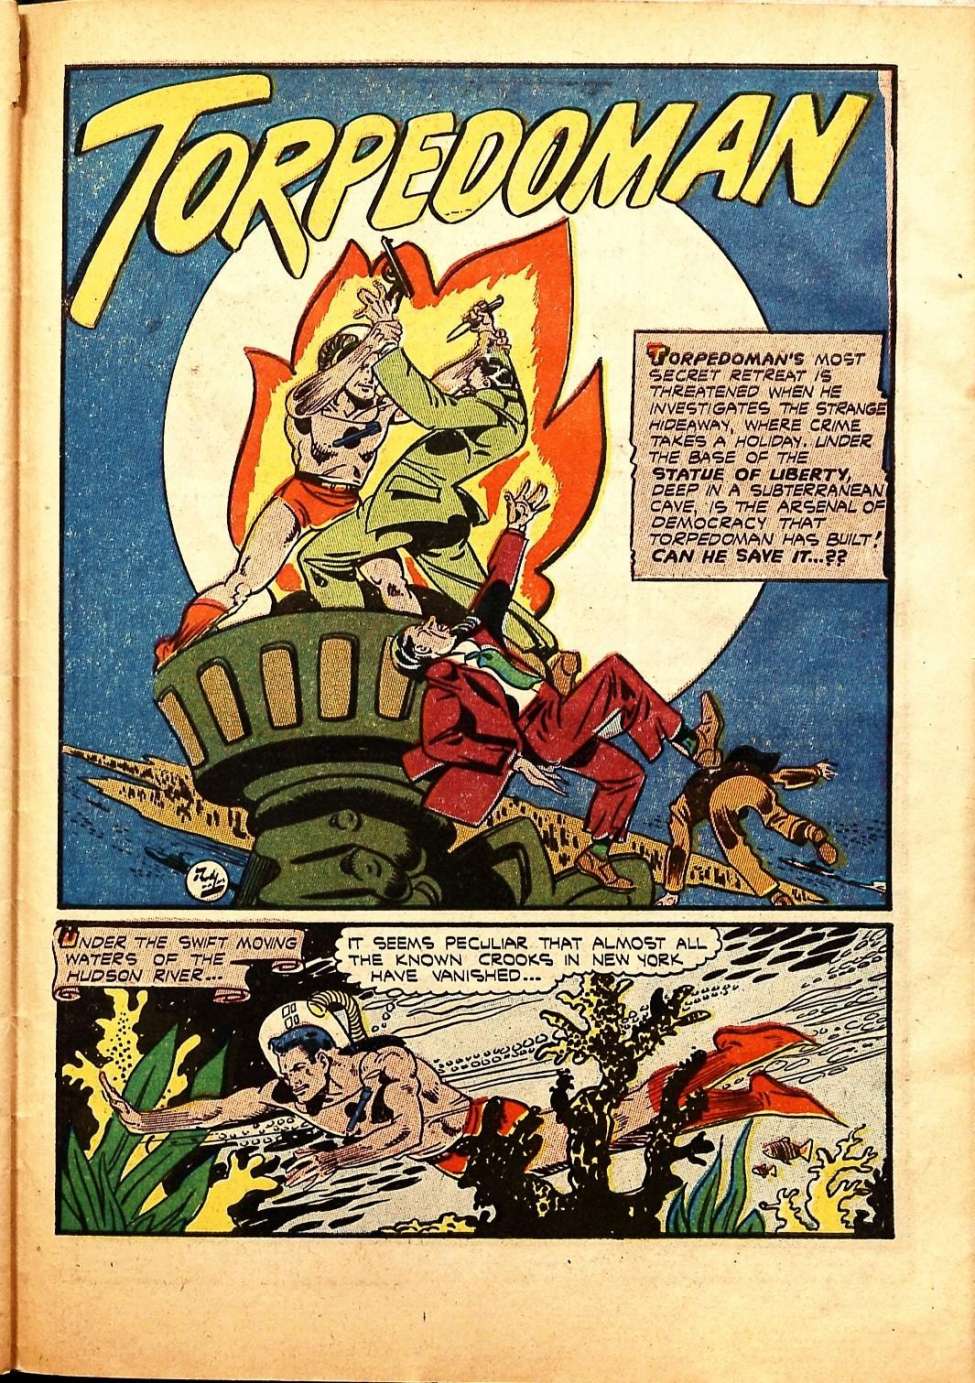 TORPEDOMAN
TORPEDOMAN'S MOST
SECRET RETREAT IS
THREATENED WHEN HE
INVESTIGATES THE STRANGE
HIDEAWAY, WHERE CRIME
TAKES A HOLIDAY. UNDER
THE BASE OF THE
STATUE OF LIBERTY,
DEEP IN A SUBTERRANEAN
CAVE, IS THE ARSENAL OF
DEMOCRACY THAT
TORPEDOMAN HAS BUILT!
CAN HE SAVE IT...??
UNDER THE SWIFT MOVING
WATERS OF THE
HUDSON RIVER...
IT SEEMS PECULIAR THAT ALMOST ALL
THE KNOWN CROOKS IN NEW YORK
HAVE VANISHED...